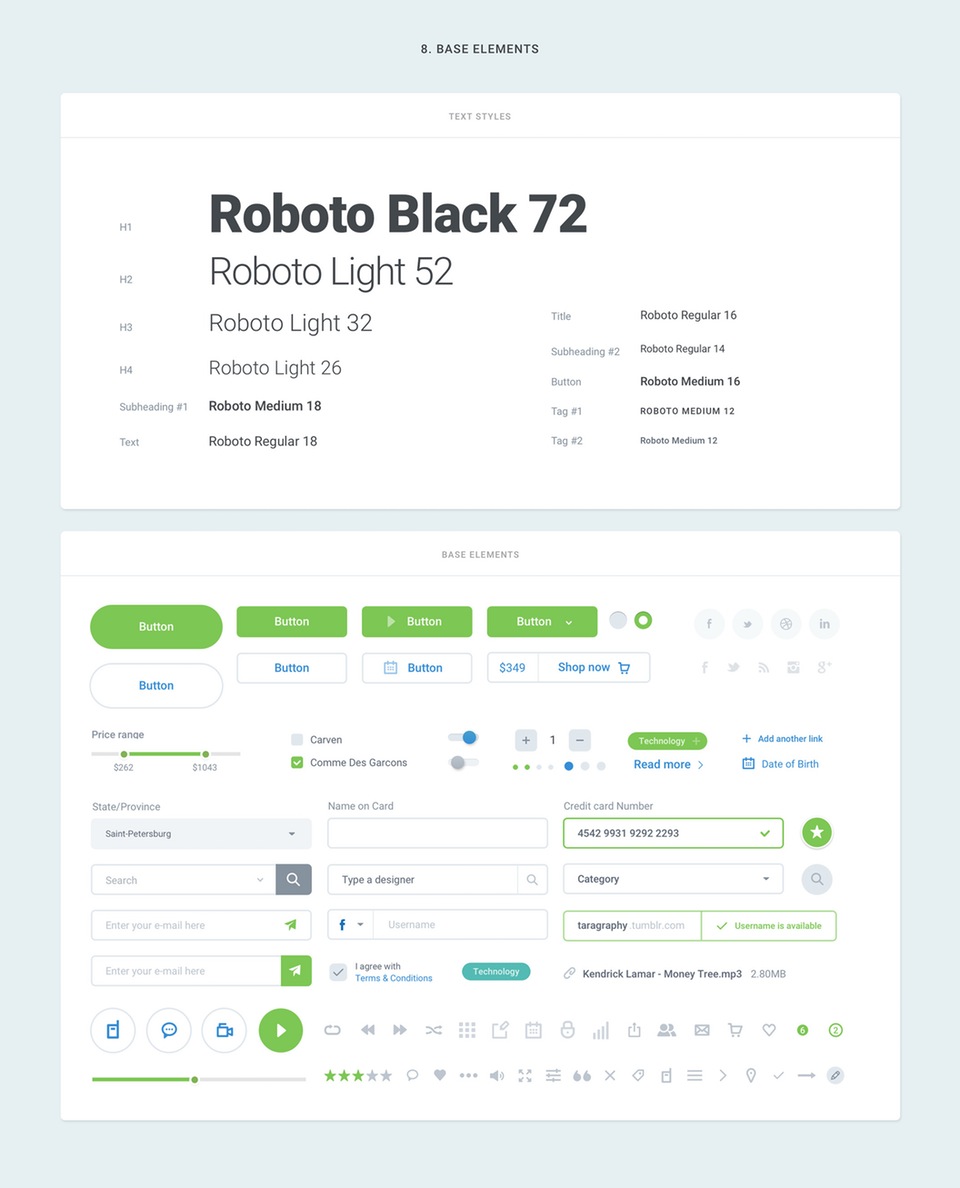 8. BASE ELEMENTS
TEXT STYLES
H1 Roboto Black 72
H2 Roboto Light 52
H3 Roboto Light 32
H4 Roboto Light 26
Subheading #1 Roboto Medium 18
Text Roboto Regular 18
Title Roboto Regular 16
Subheading #2 Roboto Regular 14
Button Roboto Medium 16
Tag #1 ROBOTO MEDIUM 12
Tag #2 Roboto Medium 12
BASE ELEMENTS
Button Button Button Button f in
Button Button Button $349 Shop now f g+
Price range
$262 $1043
Carven
Comme Des Garcons
+ 1 −
Technology +
Read more
+ Add another link
Date of Birth
State/Province Name on Card Credit card Number
Saint-Petersburg 4542 9931 9292 2293
Search Type a designer Category
Enter your e-mail here f Username taragraphy.tumblr.com Username is available
Enter your e-mail here
I agree with
Terms & Conditions
Technology
Kendrick Lamar - Money Tree.mp3 2.80MB
6 2